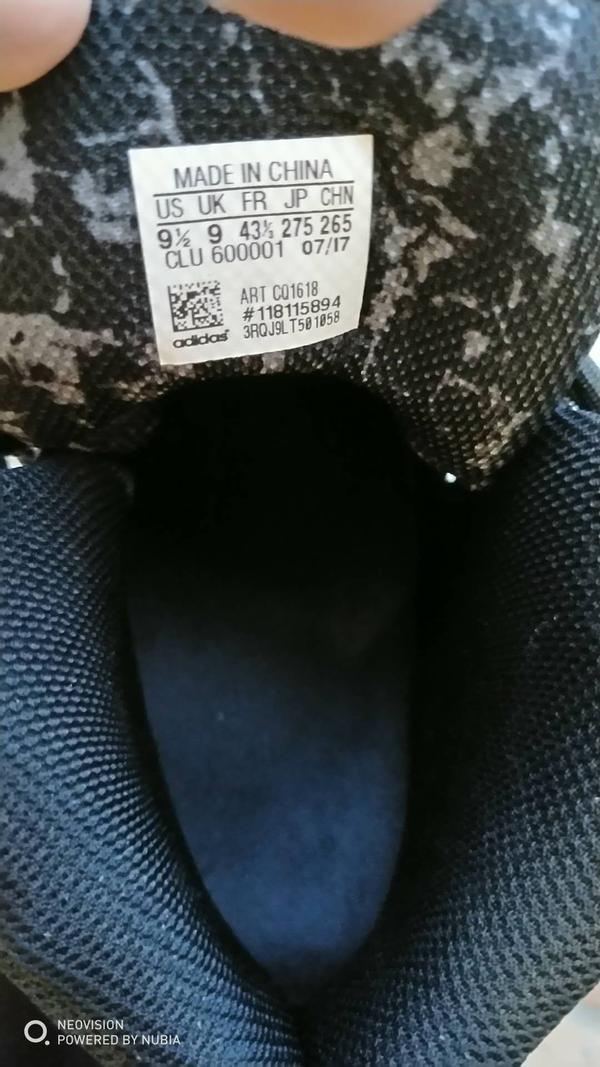 MADE IN CHINA
US UK FR JP CHN
9½ 9 43⅓ 275 265
CLU 600001 07/17
ART CQ1618
#118115894
3RQJ9LT501058
adidas
NEOVISION
POWERED BY NUBIA